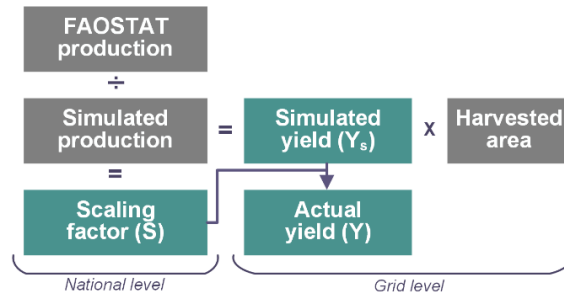 FAOSTAT
production
÷
Simulated
production
=
Simulated
yield (Yₛ)
x
Harvested
area
=
Scaling
factor (S)
Actual
yield (Y)
National level
Grid level